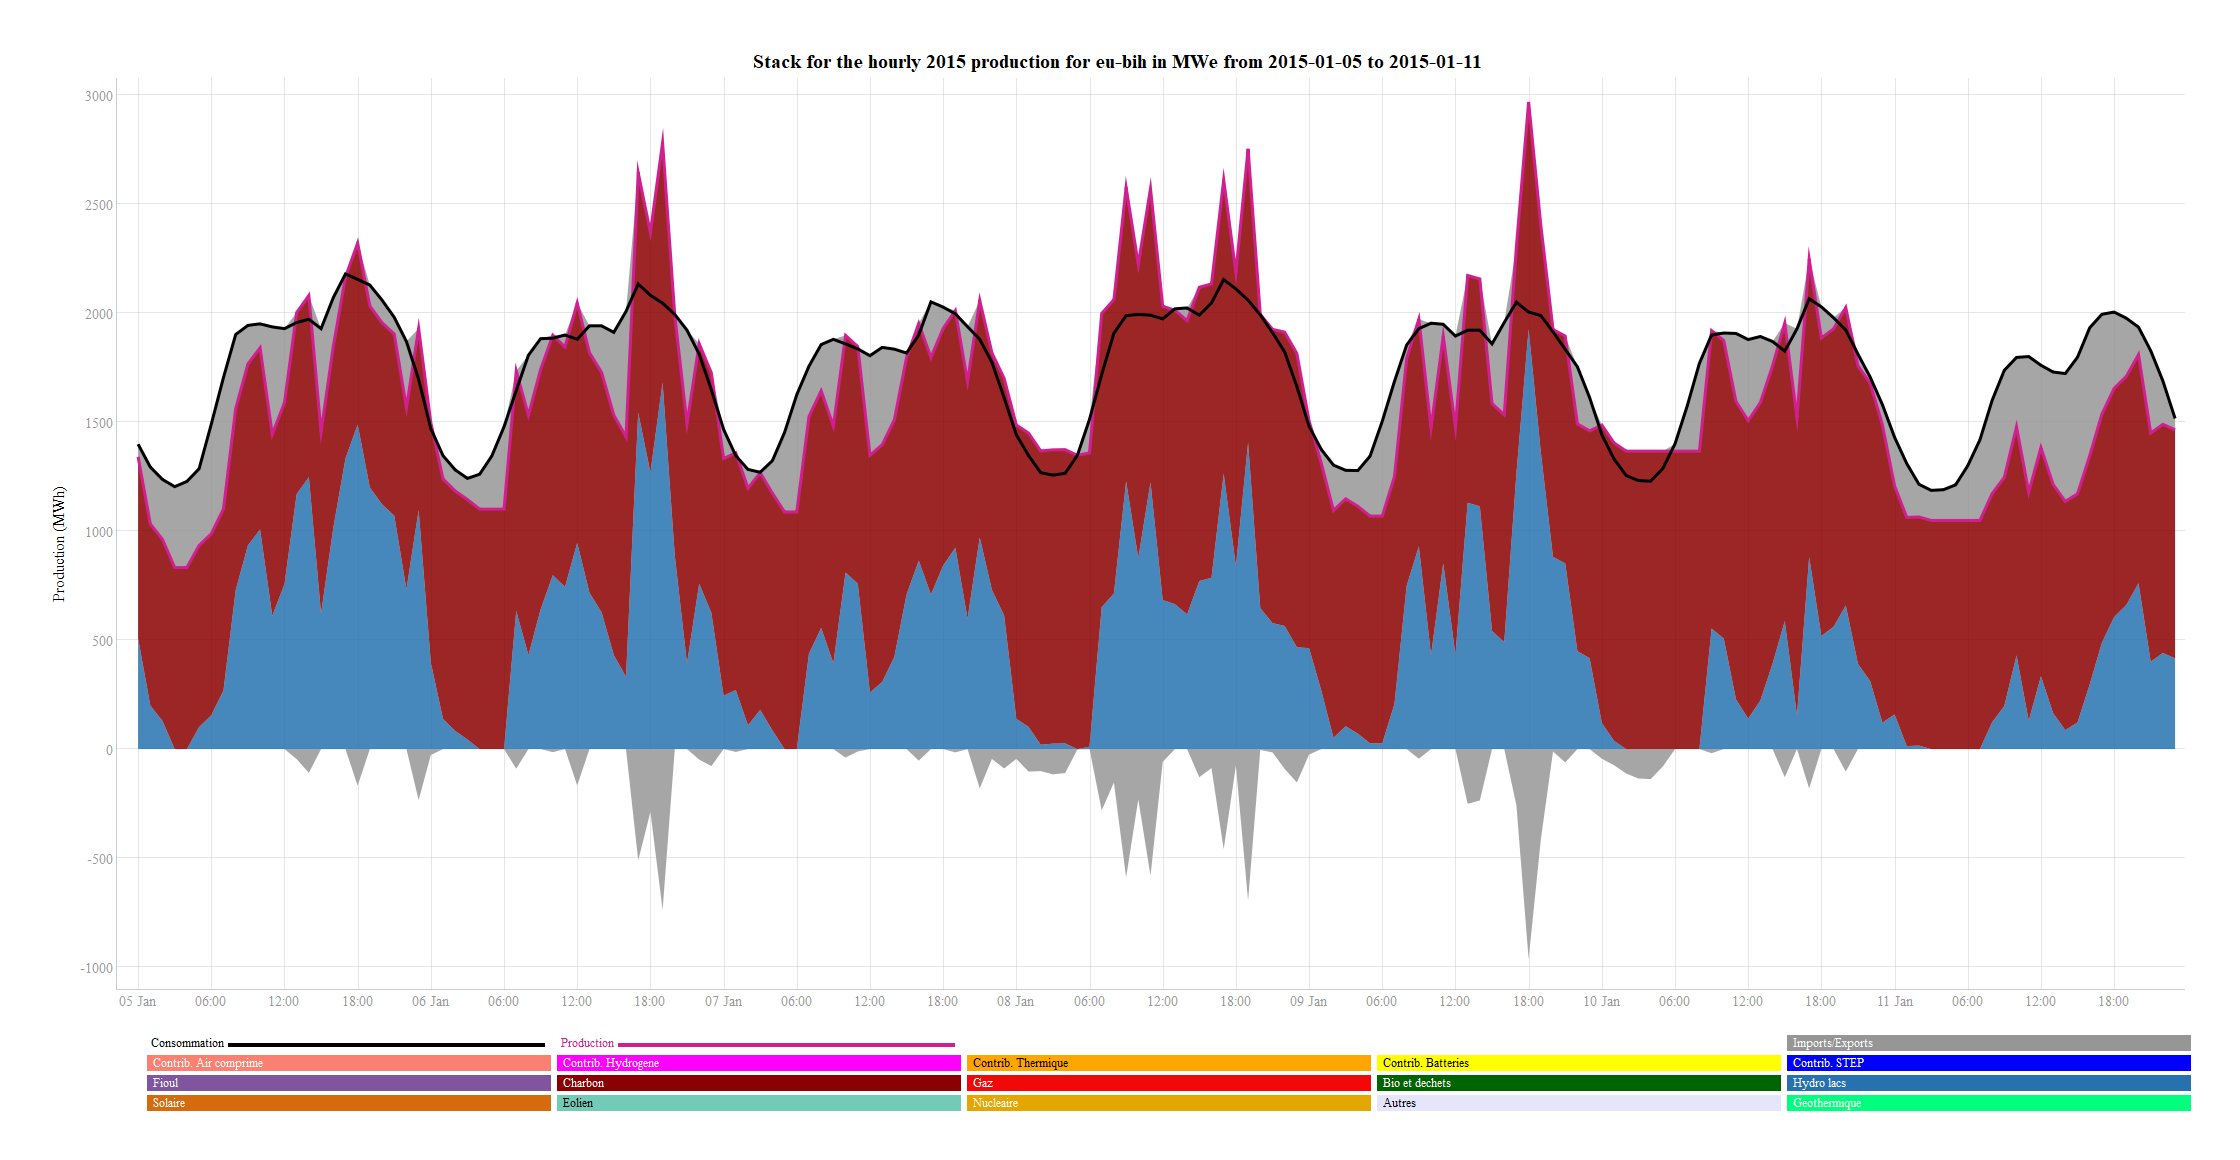 Stack for the hourly 2015 production for eu-bih in MWe from 2015-01-05 to 2015-01-11
3000
2500
2000
1500
1000
500
0
-500
-1000
Production (MWh)
05 Jan 06:00 12:00 18:00 06 Jan 06:00 12:00 18:00 07 Jan 06:00 12:00 18:00 08 Jan 06:00 12:00 18:00 09 Jan 06:00 12:00 18:00 10 Jan 06:00 12:00 18:00 11 Jan 06:00 12:00 18:00
Consommation Production Imports/Exports
Contrib. Air comprime Contrib. Hydrogene Contrib. Thermique Contrib. Batteries Contrib. STEP
Fioul Charbon Gaz Bio et dechets Hydro lacs
Solaire Eolien Nucleaire Autres Geothermique